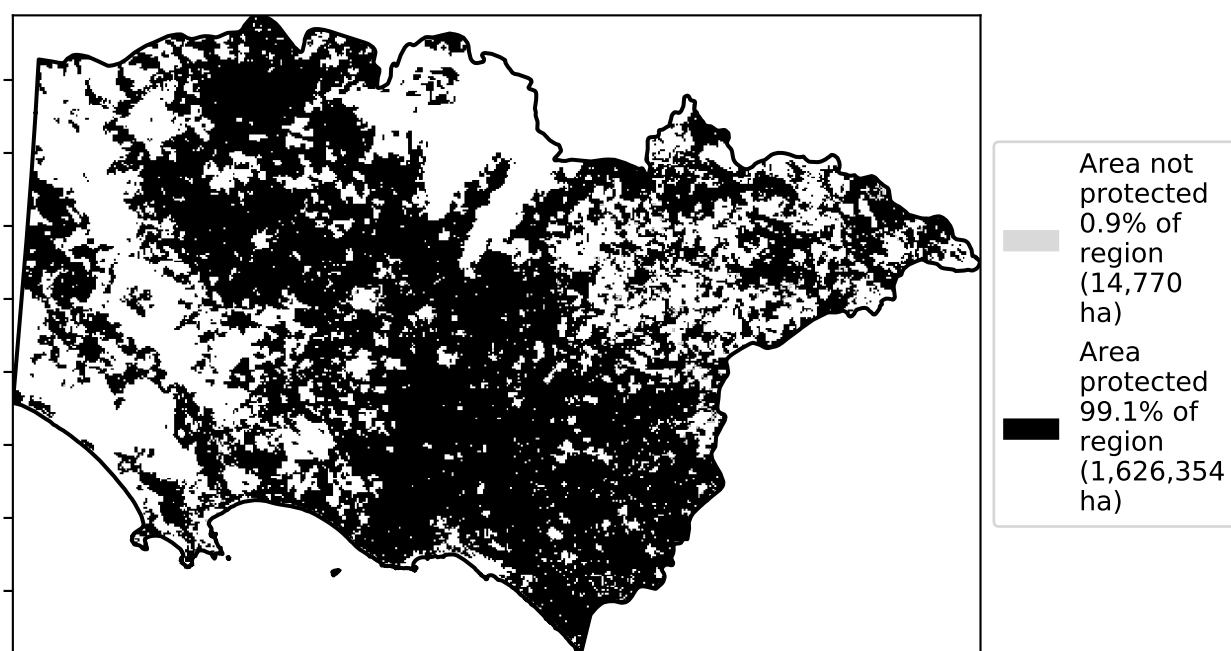 Area not
protected
0.9% of
region
(14,770
ha)
Area
protected
99.1% of
region
(1,626,354
ha)